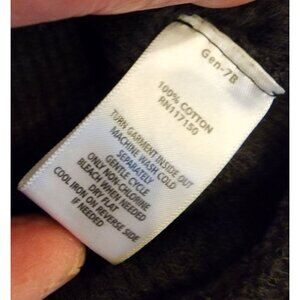 Gen-7B
100% COTTON
RN117150
TURN GARMENT INSIDE OUT
MACHINE WASH COLD
SEPARATELY
GENTLE CYCLE
ONLY NON-CHLORINE
BLEACH WHEN NEEDED
DRY FLAT
COOL IRON ON REVERSE SIDE
IF NEEDED